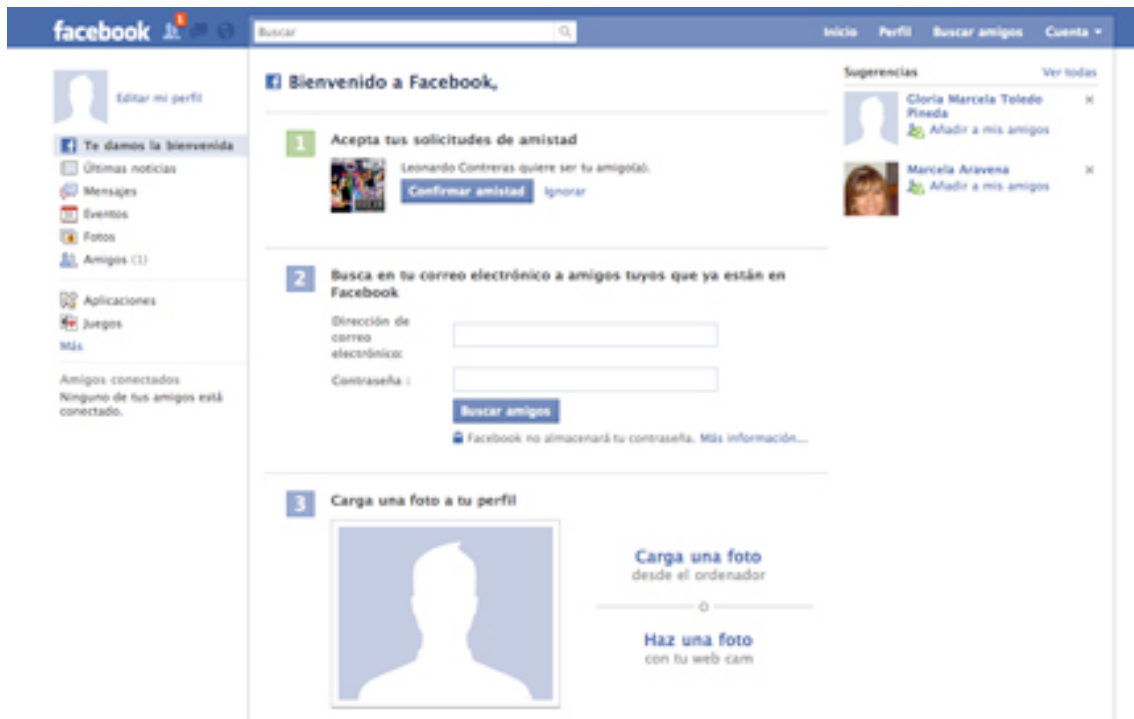 facebook
1
Buscar
Inicio Perfil Buscar amigos Cuenta
Editar mi perfil
Te damos la bienvenida
Últimas noticias
Mensajes
Eventos
Fotos
Amigos (1)
Aplicaciones
Juegos
Más
Amigos conectados
Ninguno de tus amigos está
conectado.
Bienvenido a Facebook,
1
Acepta tus solicitudes de amistad
Leonardo Contreras quiere ser tu amigo(a).
Confirmar amistad Ignorar
2
Busca en tu correo electrónico a amigos tuyos que ya están en
Facebook
Dirección de
correo
electrónico:
Contraseña :
Buscar amigos
Facebook no almacenará tu contraseña. Más información...
3
Carga una foto a tu perfil
Carga una foto
desde el ordenador
o
Haz una foto
con tu web cam
Sugerencias Ver todas
Gloria Marcela Toledo
Pineda
Añadir a mis amigos
Marcela Aravena
Añadir a mis amigos